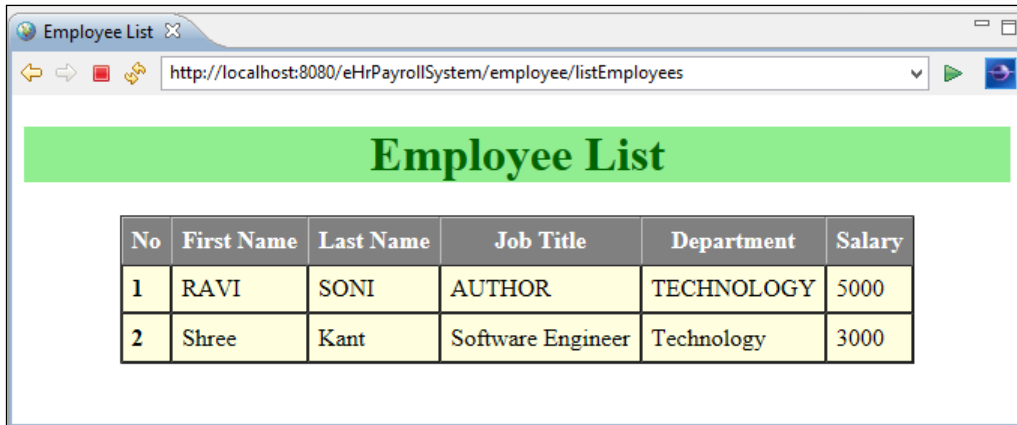 Employee List
http://localhost:8080/eHrPayrollSystem/employee/listEmployees
Employee List
No First Name Last Name Job Title Department Salary
1 RAVI SONI AUTHOR TECHNOLOGY 5000
2 Shree Kant Software Engineer Technology 3000